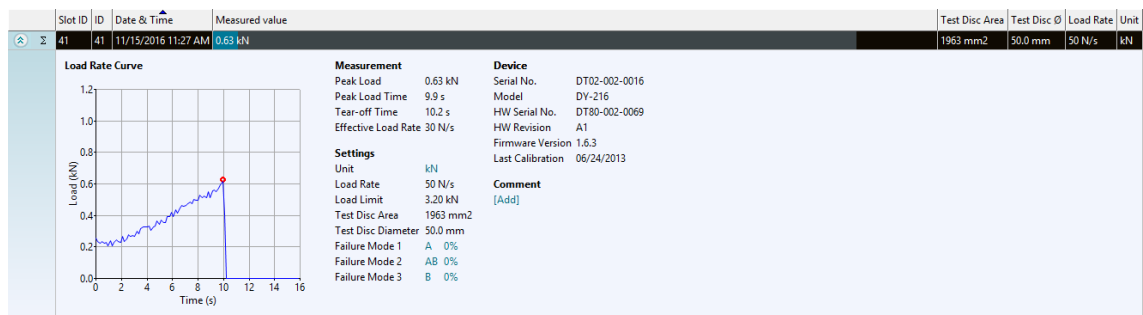 Slot ID ID Date & Time Measured value Test Disc Area Test Disc Ø Load Rate Unit
Σ 41 41 11/15/2016 11:27 AM 0.63 kN 1963 mm2 50.0 mm 50 N/s kN
Load Rate Curve
1.2
1.0
0.8
0.6
0.4
0.2
0.0
Load (kN)
0 2 4 6 8 10 12 14 16
Time (s)
Measurement
Peak Load 0.63 kN
Peak Load Time 9.9 s
Tear-off Time 10.2 s
Effective Load Rate 30 N/s
Settings
Unit kN
Load Rate 50 N/s
Load Limit 3.20 kN
Test Disc Area 1963 mm2
Test Disc Diameter 50.0 mm
Failure Mode 1 A 0%
Failure Mode 2 AB 0%
Failure Mode 3 B 0%
Device
Serial No. DT02-002-0016
Model DY-216
HW Serial No. DT80-002-0069
HW Revision A1
Firmware Version 1.6.3
Last Calibration 06/24/2013
Comment
[Add]